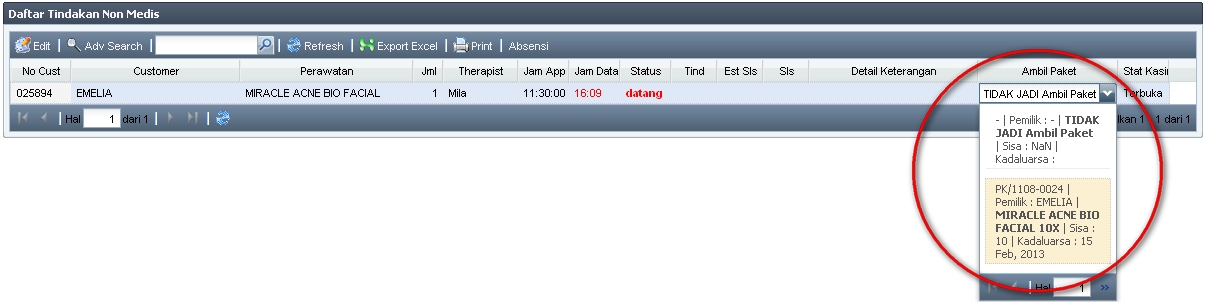 Daftar Tindakan Non Medis
Edit | Adv Search | | Refresh | Export Excel | Print | Absensi
No Cust Customer Perawatan Jml Therapist Jam App Jam Data Status Tind Est Sls Sls Detail Keterangan Ambil Paket Stat Kasir
025894 EMELIA MIRACLE ACNE BIO FACIAL 1 Mila 11:30:00 16:09 datang TIDAK JADI Ambil Paket Terbuka
Hal 1 dari 1 lkan 1 1 dari 1
- | Pemilik : - | TIDAK
JADI Ambil Paket
| Sisa : NaN |
Kadaluarsa :
PK/1108-0024 |
Pemilik : EMELIA |
MIRACLE ACNE BIO
FACIAL 10X | Sisa :
10 | Kadaluarsa : 15
Feb, 2013
Hal 1